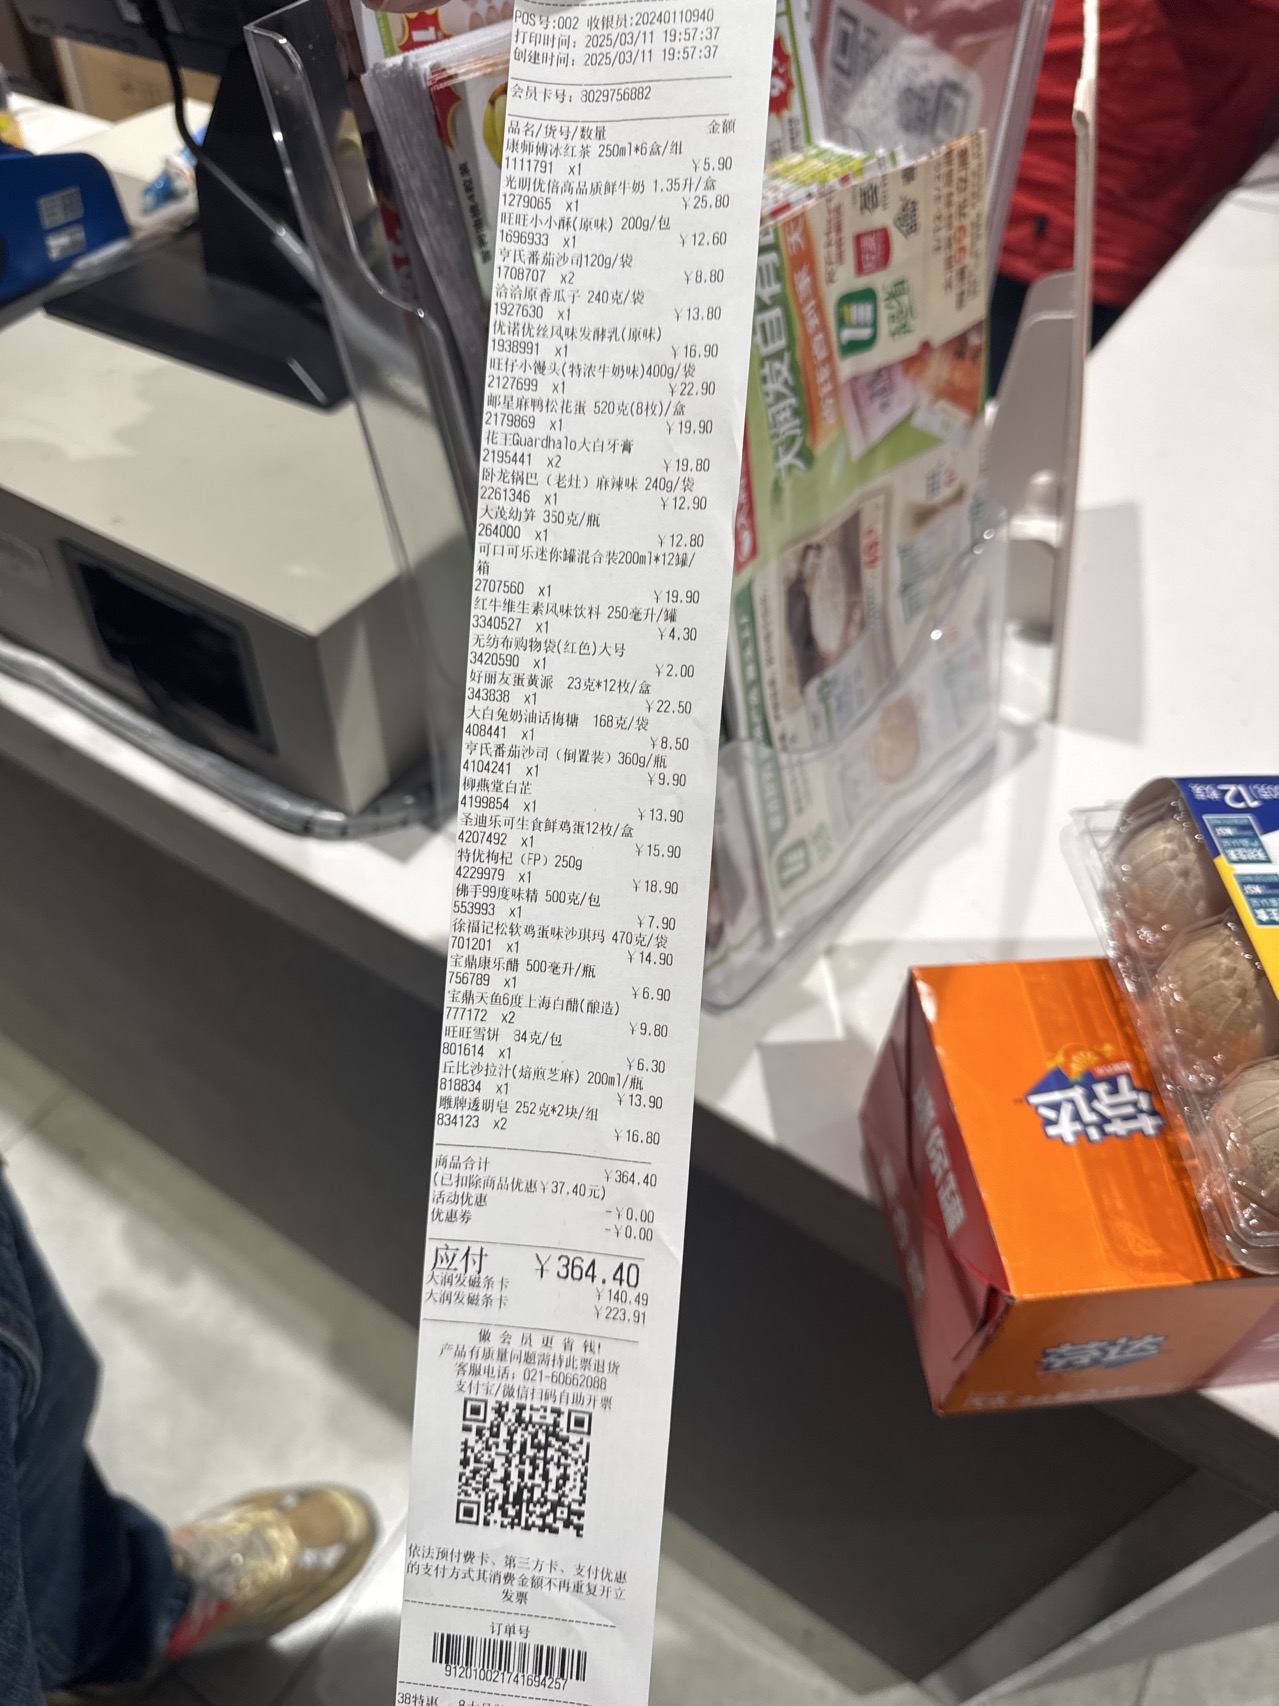 POS号:002 收银员:20240110940
打印时间: 2025/03/11 19:57:37
创建时间: 2025/03/11 19:57:37
会员卡号: 8029756882
品名/货号/数量 金额
康师傅冰红茶 250ml*6盒/组
1111791 x1 ¥5.90
光明优倍高品质鲜牛奶 1.35升/盒
1279065 x1 ¥25.80
旺旺小小酥(原味) 200g/包
1696933 x1 ¥12.60
亨氏番茄沙司120g/袋
1708707 x2 ¥8.80
洽洽原香瓜子 240克/袋
1927630 x1 ¥13.80
优诺优丝风味发酵乳(原味)
1938991 x1 ¥16.90
旺仔小馒头(特浓牛奶味)400g/袋
2127699 x1 ¥22.90
邮星麻鸭松花蛋 520克(8枚)/盒
2179869 x1 ¥19.90
花王Guardhalo大白牙膏
2195441 x2 ¥19.80
卧龙锅巴（老灶）麻辣味 240g/袋
2261346 x1 ¥12.90
大茂幼笋 350克/瓶
264000 x1 ¥12.80
可口可乐迷你罐混合装200ml*12罐/
箱
2707560 x1 ¥19.90
红牛维生素风味饮料 250毫升/罐
3340527 x1 ¥4.30
无纺布购物袋(红色)大号
3420590 x1 ¥2.00
好丽友蛋黄派 23克*12枚/盒
343838 x1 ¥22.50
大白兔奶油话梅糖 168克/袋
408441 x1 ¥8.50
亨氏番茄沙司（倒置装）360g/瓶
4104241 x1 ¥9.90
柳燕堂白芷
4199854 x1 ¥13.90
圣迪乐可生食鲜鸡蛋12枚/盒
4207492 x1 ¥15.90
特优枸杞（FP）250g
4229979 x1 ¥18.90
佛手99度味精 500克/包
553993 x1 ¥7.90
徐福记松软鸡蛋味沙琪玛 470克/袋
701201 x1 ¥14.90
宝鼎康乐醋 500毫升/瓶
756789 x1 ¥6.90
宝鼎天鱼6度上海白醋(酿造)
777172 x2 ¥9.80
旺旺雪饼 84克/包
801614 x1 ¥6.30
丘比沙拉汁(焙煎芝麻) 200ml/瓶
818834 x1 ¥13.90
雕牌透明皂 252克*2块/组
834123 x2 ¥16.80
商品合计 ¥364.40
(已扣除商品优惠¥37.40元)
活动优惠 -¥0.00
优惠券 -¥0.00
应付 ¥364.40
大润发磁条卡 ¥140.49
大润发磁条卡 ¥223.91
做会员更省钱!
产品有质量问题需持此票退货
客服电话: 021-60662088
支付宝/微信扫码自助开票
依法预付费卡、第三方卡、支付优惠
的支付方式其消费金额不再重复开立
发票
订单号
912010021741694257
38特惠
大润发自有
芬达
12